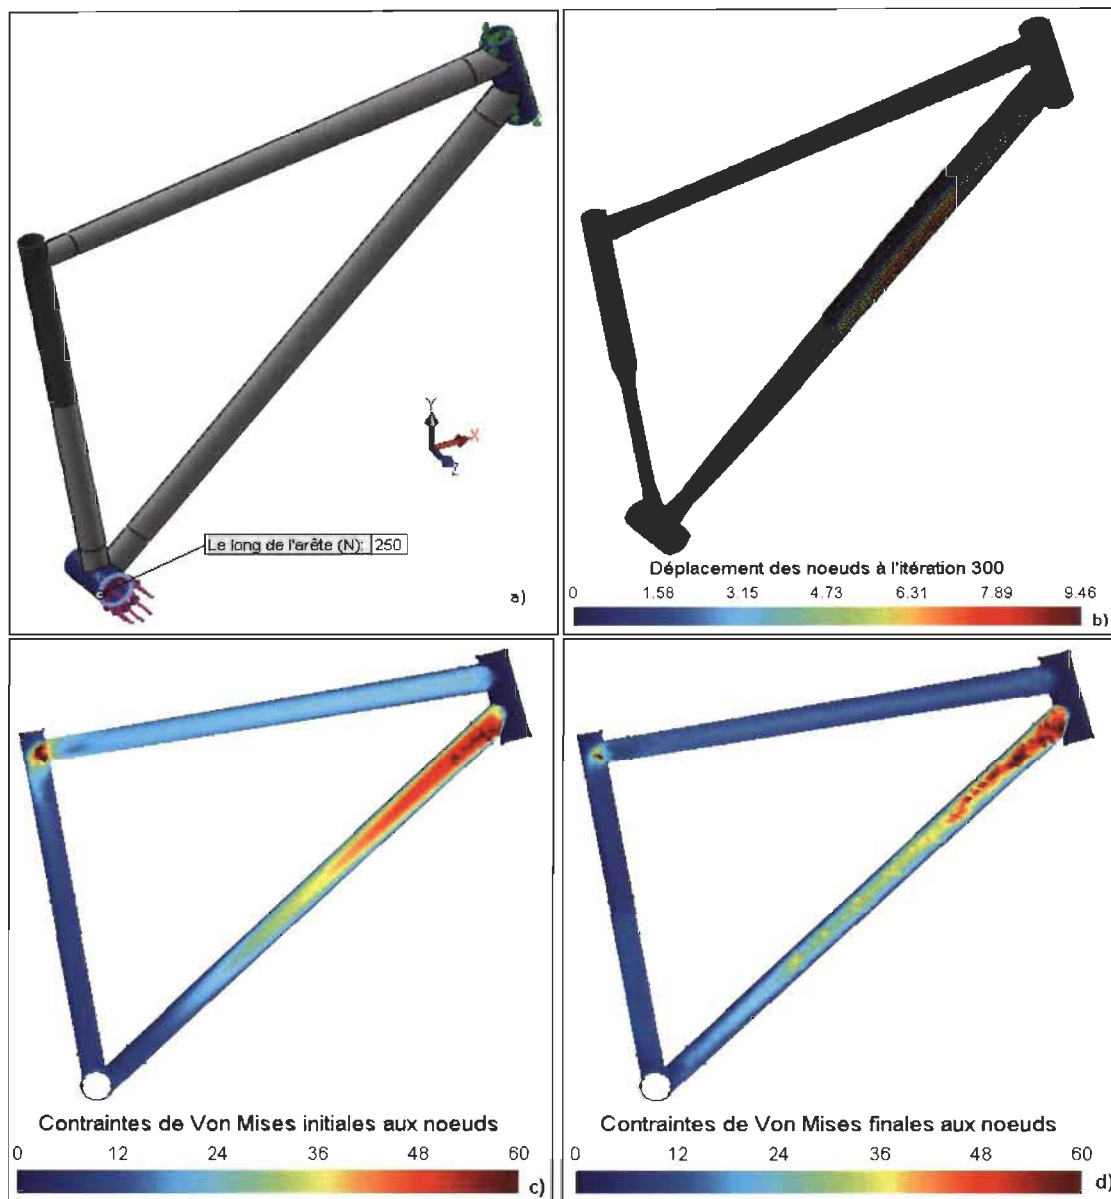 Y
X
Z
Le long de l'arête (N): 250
a)
Déplacement des noeuds à l'itération 300
0 1.58 3.15 4.73 6.31 7.89 9.46
b)
Contraintes de Von Mises initiales aux noeuds
0 12 24 36 48 60
c)
Contraintes de Von Mises finales aux noeuds
0 12 24 36 48 60
d)